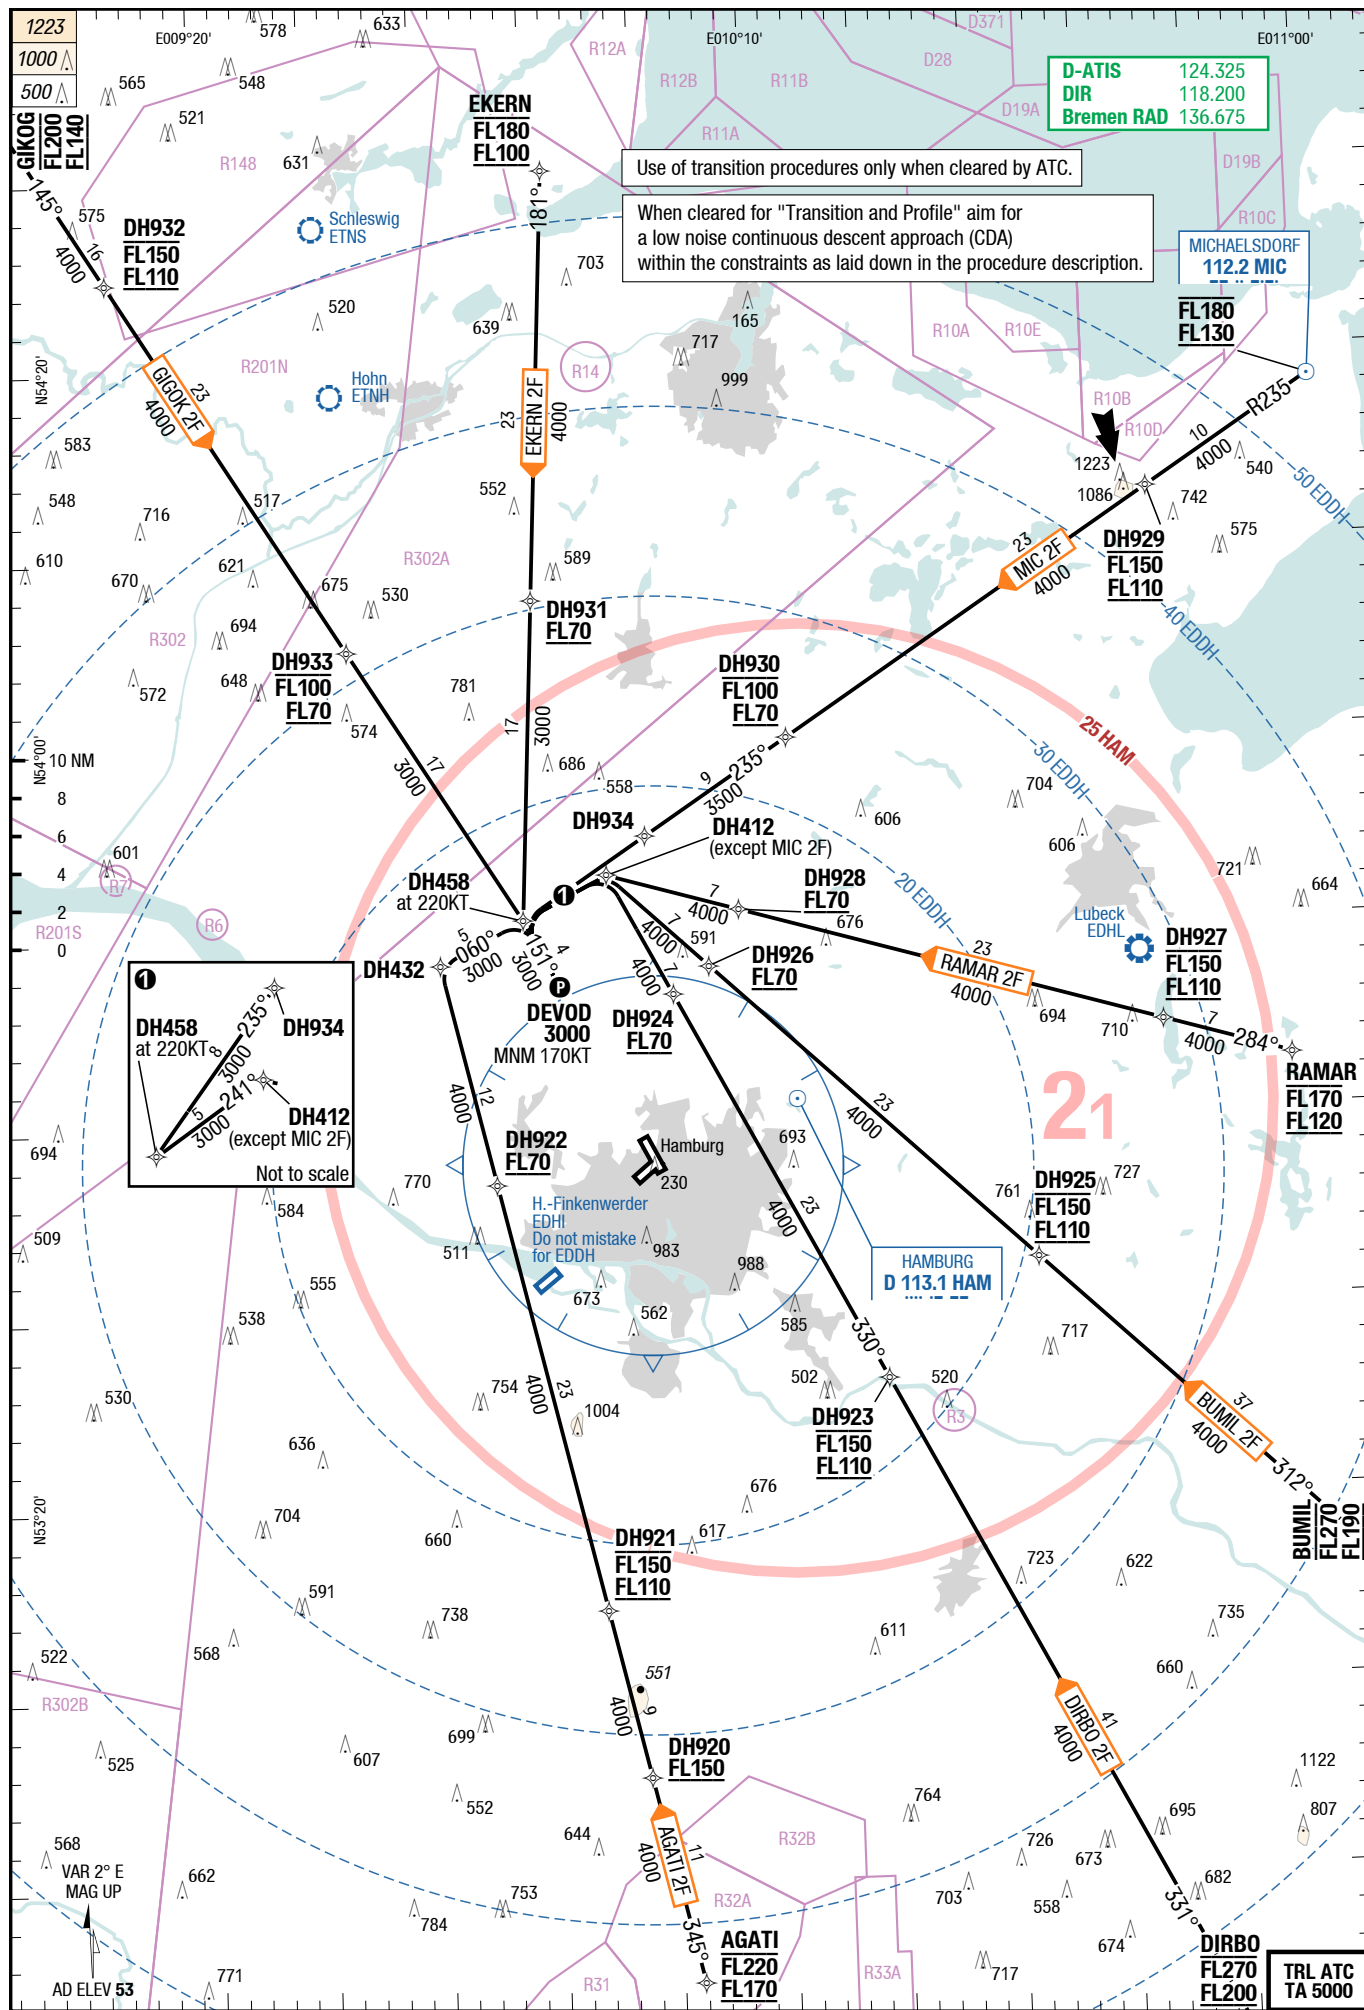 1223
1000
500
E009°20'
E010°10'
E011°00'
578
633
565
548
521
631
R148
R12A
R12B
R11B
R11A
D371
D28
D19A
D19B
R10C
D-ATIS 124.325
DIR 118.200
Bremen RAD 136.675
GIKOG
FL200
FL140
EKERN
FL180
FL100
Use of transition procedures only when cleared by ATC.
When cleared for "Transition and Profile" aim for
a low noise continuous descent approach (CDA)
within the constraints as laid down in the procedure description.
MICHAELSDORF
112.2 MIC
FL180
FL130
145°
575
16
4000
DH932
FL150
FL110
Schleswig
ETNS
181°
703
520
639
165
717
999
R10A
R10E
R10B
R10D
R14
R201N
Hohn
ETNH
N54°20'
GIGOK 2F
23
4000
EKERN 2F
23
4000
R235
10
4000
540
50 EDDH
583
548
716
517
610
670
621
675
530
552
589
R302A
R302
694
648
572
1223
1086
742
575
DH929
FL150
FL110
MIC 2F
23
4000
40 EDDH
DH931
FL70
DH933
FL100
FL70
574
781
DH930
FL100
FL70
25 HAM
30 EDDH
N54°00'
10 NM
8
6
4
2
0
17
3000
17
3000
686
558
9
235°
3500
704
606
606
721
664
601
R7
R6
R201S
DH934
DH412
(except MIC 2F)
DH458
at 220KT
1
DH928
FL70
7
4000
676
20 EDDH
Lubeck
EDHL
DH927
FL150
FL110
5
060°
3000
4
151°
3000
P
DH432
DEVOD
3000
MNM 170KT
7
4000
591
7
4000
DH926
FL70
DH924
FL70
RAMAR 2F
23
4000
694
710
7
284°
4000
RAMAR
FL170
FL120
1
DH458
at 220KT
235°
8
3000
DH934
5
241°
3000
DH412
(except MIC 2F)
Not to scale
12
4000
DH922
FL70
Hamburg
230
693
23
4000
21
DH925
FL150
FL110
761
727
694
584
770
509
511
H.-Finkenwerder
EDHI
Do not mistake
for EDDH
983
988
673
562
585
23
4000
HAMBURG
D 113.1 HAM
555
538
530
754
23
4000
1004
330°
502
520
R3
DH923
FL150
FL110
717
BUMIL 2F
37
4000
312°
BUMIL
FL270
FL190
636
704
660
676
617
N53°20'
DH921
FL150
FL110
723
622
591
568
738
611
735
522
R302B
551
9
4000
660
525
607
699
DH920
FL150
DIRBO 2F
41
4000
1122
807
552
644
764
695
726
673
R32B
AGATI 2F
11
4000
568
VAR 2° E
MAG UP
662
784
753
R32A
703
558
682
674
331°
345°
AGATI
FL220
FL170
R31
R33A
717
771
AD ELEV 53
DIRBO
FL270
FL200
TRL ATC
TA 5000